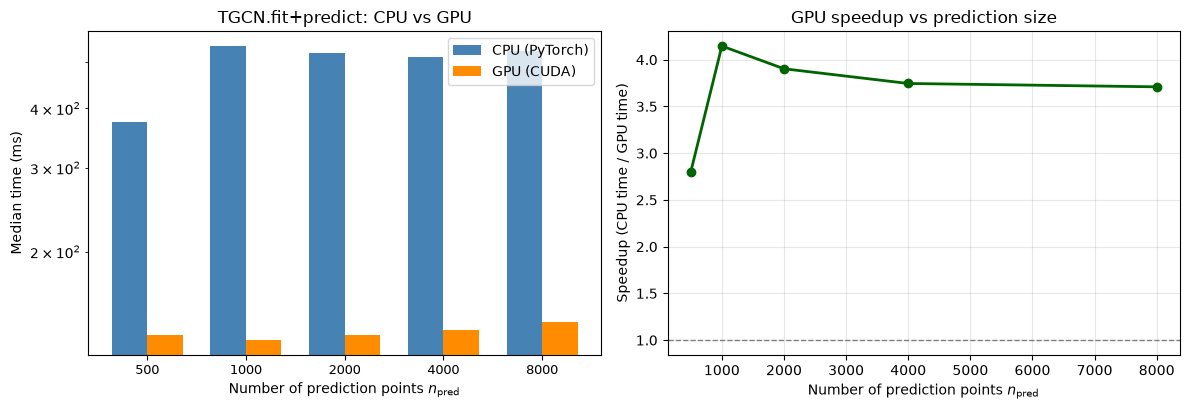 TGCN.fit+predict: CPU vs GPU
CPU (PyTorch)
GPU (CUDA)
Median time (ms)
4 × 10²
3 × 10²
2 × 10²
500 1000 2000 4000 8000
Number of prediction points n_pred
GPU speedup vs prediction size
Speedup (CPU time / GPU time)
4.0
3.5
3.0
2.5
2.0
1.5
1.0
1000 2000 3000 4000 5000 6000 7000 8000
Number of prediction points n_pred